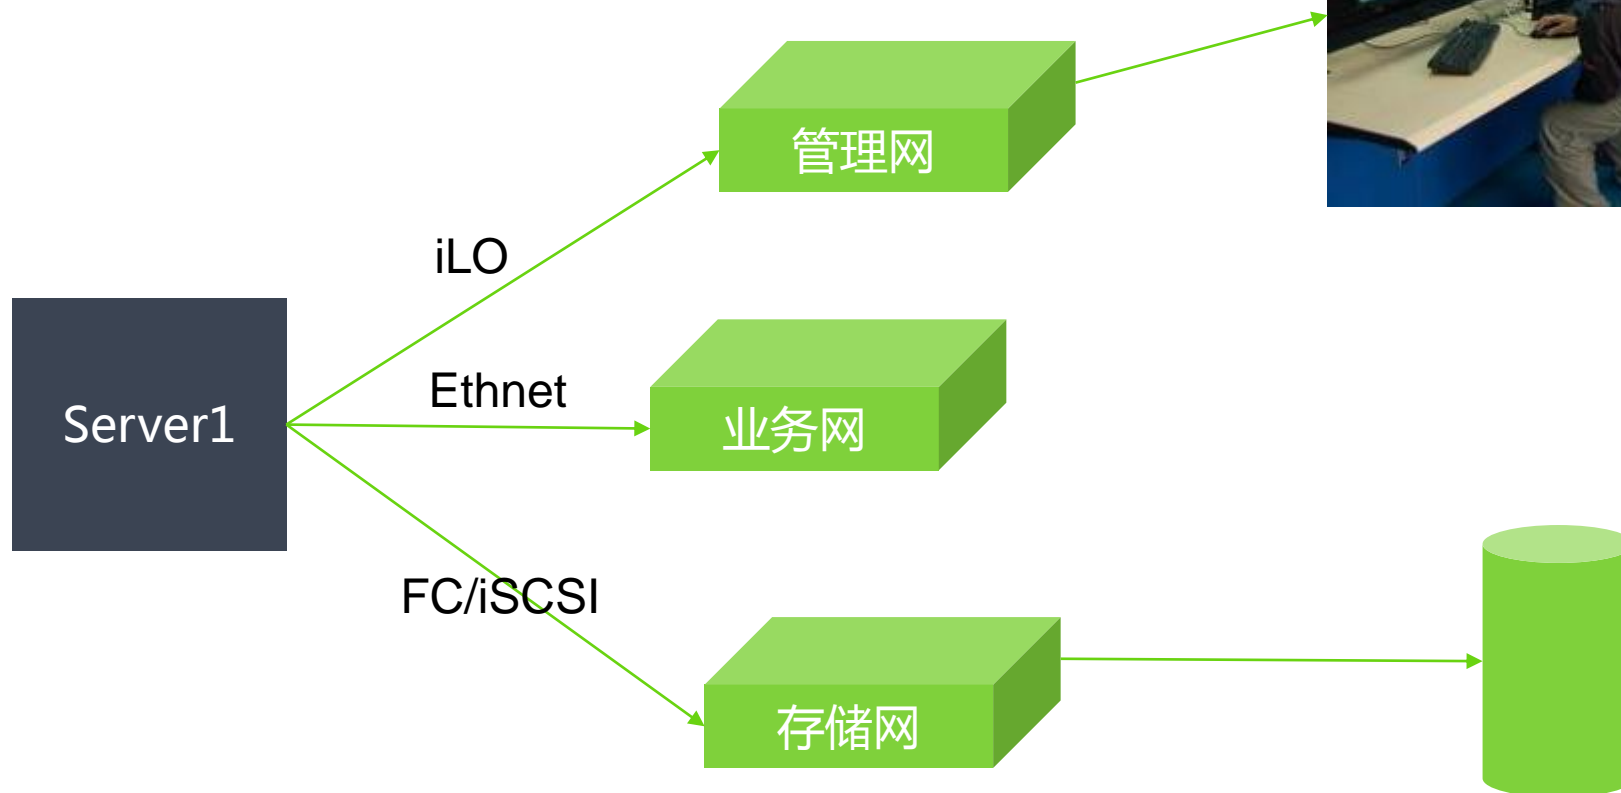 管理网
iLO
Ethnet
Server1
业务网
FC/iSCSI
存储网